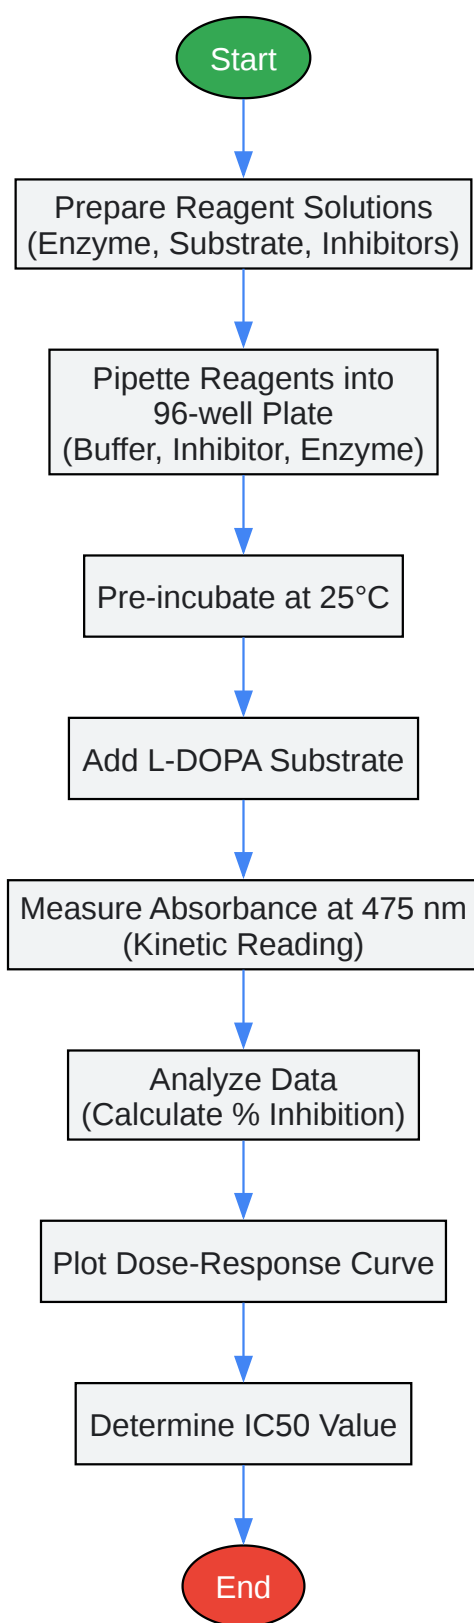 Start
Prepare Reagent Solutions
(Enzyme, Substrate, Inhibitors)
Pipette Reagents into
96-well Plate
(Buffer, Inhibitor, Enzyme)
Pre-incubate at 25°C
Add L-DOPA Substrate
Measure Absorbance at 475 nm
(Kinetic Reading)
Analyze Data
(Calculate % Inhibition)
Plot Dose-Response Curve
Determine IC50 Value
End